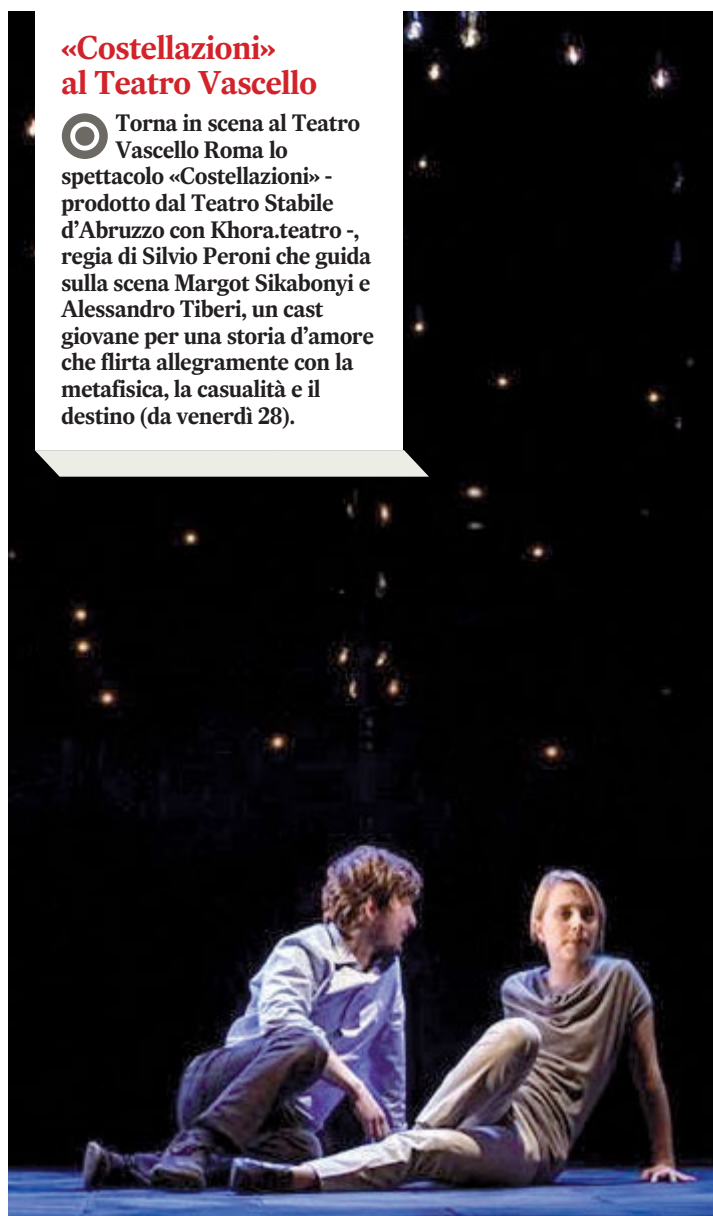 «Costellazioni»
al Teatro Vascello
Torna in scena al Teatro
Vascello Roma lo
spettacolo «Costellazioni» -
prodotto dal Teatro Stabile
d'Abruzzo con Khora.teatro -,
regia di Silvio Peroni che guida
sulla scena Margot Sikabonyi e
Alessandro Tiberi, un cast
giovane per una storia d'amore
che flirta allegramente con la
metafisica, la casualità e il
destino (da venerdì 28).